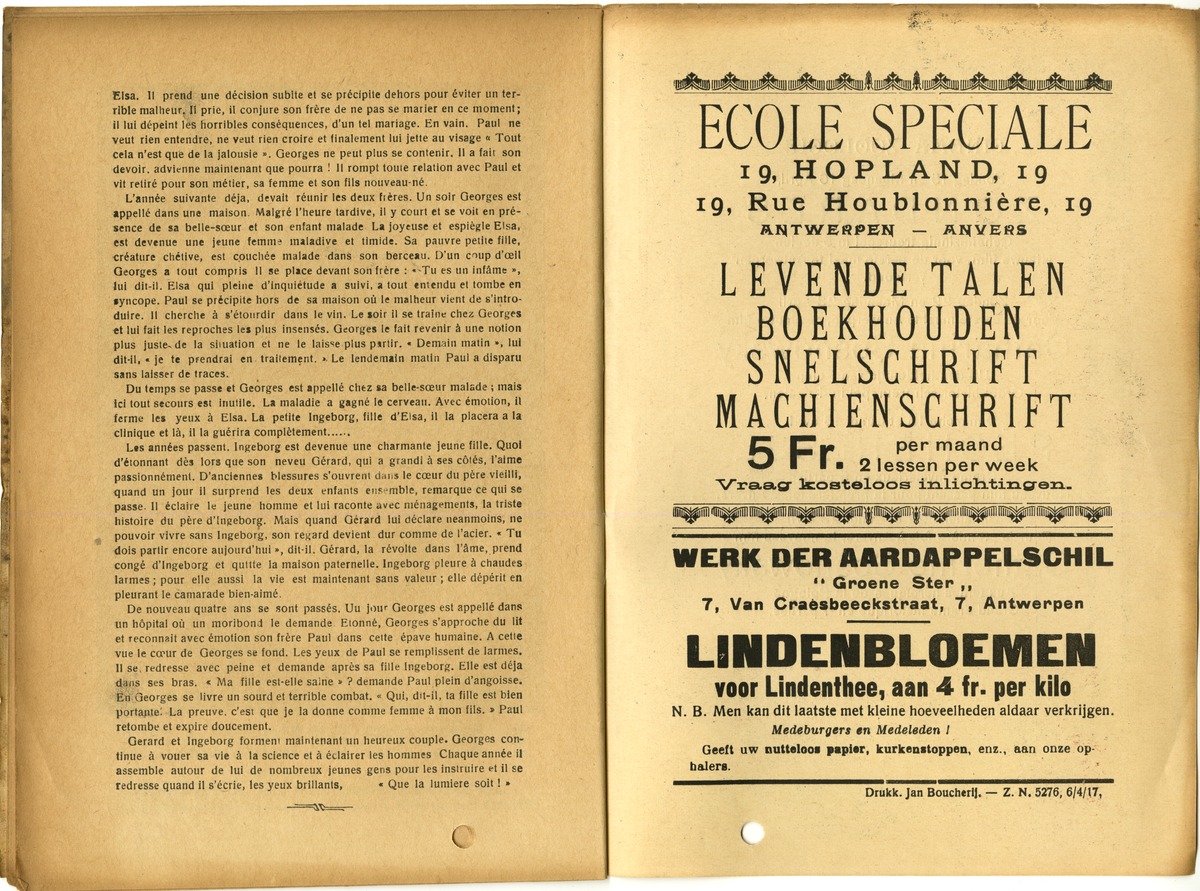 Elsa. Il prend une décision subite et se précipite dehors pour éviter un ter-
rible malheur. Il prie, il conjure son frère de ne pas se marier en ce moment;
il lui dépeint les horribles conséquences, d'un tel mariage. En vain. Paul ne
veut rien entendre, ne veut rien croire et finalement lui jette au visage « Tout
cela n'est que de la jalousie ». Georges ne peut plus se contenir. Il a fait son
devoir. advienne maintenant que pourra ! Il rompt toute relation avec Paul et
vit retiré pour son métier, sa femme et son fils nouveau-né.
L'année suivante déja, devait réunir les deux frères. Un soir Georges est
appellé dans une maison. Malgré l'heure tardive, il y court et se voit en pré-
sence de sa belle-sœur et son enfant malade La joyeuse et espiègle Elsa,
est devenue une jeune femme maladive et timide. Sa pauvre petite fille,
créature chétive, est couchée malade dans son berceau. D'un coup d'œll
Georges a tout compris Il se place devant son frère : « Tu es un infâme »,
lui dit-il. Elsa qui pleine d'inquiétude a suivi, a tout entendu et tombe en
syncope. Paul se précipite hors de sa maison où le malheur vient de s'intro-
duire. Il cherche à s'étourdir dans le vin. Le soir il se traîne chez Georges
et lui fait les reproches les plus insensés. Georges le fait revenir à une notion
plus juste de la situation et ne le laisse plus partir. « Demain matin », lui
dit-il, « je te prendrai en traitement. » Le lendemain matin Paul a disparu
sans laisser de traces.
Du temps se passe et Georges est appellé chez sa belle-sœur malade ; mais
ici tout secours est inutile. La maladie a gagné le cerveau. Avec émotion, il
ferme les yeux à Elsa. La petite Ingeborg, fille d'Elsa, il la placera a la
clinique et là, il la guérira complètement.....
Les années passent. Ingeborg est devenue une charmante jeune fille. Quoi
d'étonnant dès lors que son neveu Gérard, qui a grandi à ses côtés, l'aime
passionnément. D'anciennes blessures s'ouvrent dans le cœur du père vieilli,
quand un jour il surprend les deux enfants ensemble, remarque ce qui se
passe. Il éclaire le jeune homme et lui raconte avec ménagements, la triste
histoire du père d'Ingeborg. Mais quand Gérard lui déclare neanmoins, ne
pouvoir vivre sans Ingeborg, son regard devient dur comme de l'acier. « Tu
dois partir encore aujourd'hui », dit-il. Gérard, la révolte dans l'âme, prend
congé d'Ingeborg et quitte la maison paternelle. Ingeborg pleure à chaudes
larmes ; pour elle aussi la vie est maintenant sans valeur ; elle dépérit en
pleurant le camarade bien-aimé.
De nouveau quatre ans se sont passés. Uu jour Georges est appellé dans
un hôpital où un moribond le demande Etonné, Georges s'approche du lit
et reconnait avec émotion son frère Paul dans cette épave humaine. A cette
vue le cœur de Georges se fond. Les yeux de Paul se remplissent de larmes.
Il se redresse avec peine et demande après sa fille Ingeborg. Elle est déja
dans ses bras. « Ma fille est-elle saine » ? demande Paul plein d'angoisse.
En Georges se livre un sourd et terrible combat. « Qui, dit-il, ta fille est bien
portante. La preuve. c'est que je la donne comme femme à mon fils. » Paul
retombe et expire doucement.
Gerard et Ingeborg forment maintenant un heureux couple. Georges con-
tinue à vouer sa vie à la science et à éclairer les hommes Chaque année il
assemble autour de lui de nombreux jeunes gens pour les instruire et il se
redresse quand il s'écrie, les yeux brillants, « Que la lumiere soit ! »
ECOLE SPECIALE
19, HOPLAND, 19
19, Rue Houblonnière, 19
ANTWERPEN — ANVERS
LEVENDE TALEN
BOEKHOUDEN
SNELSCHRIFT
MACHIENSCHRIFT
5 Fr. per maand
2 lessen per week
Vraag kosteloos inlichtingen.
WERK DER AARDAPPELSCHIL
“ Groene Ster „
7, Van Craesbeeckstraat, 7, Antwerpen
LINDENBLOEMEN
voor Lindenthee, aan 4 fr. per kilo
N. B. Men kan dit laatste met kleine hoeveelheden aldaar verkrijgen.
Medeburgers en Medeleden !
Geeft uw nutteloos papier, kurkenstoppen, enz., aan onze op-
halers.
Drukk. Jan Boucherij. — Z. N. 5276, 6/4/17,